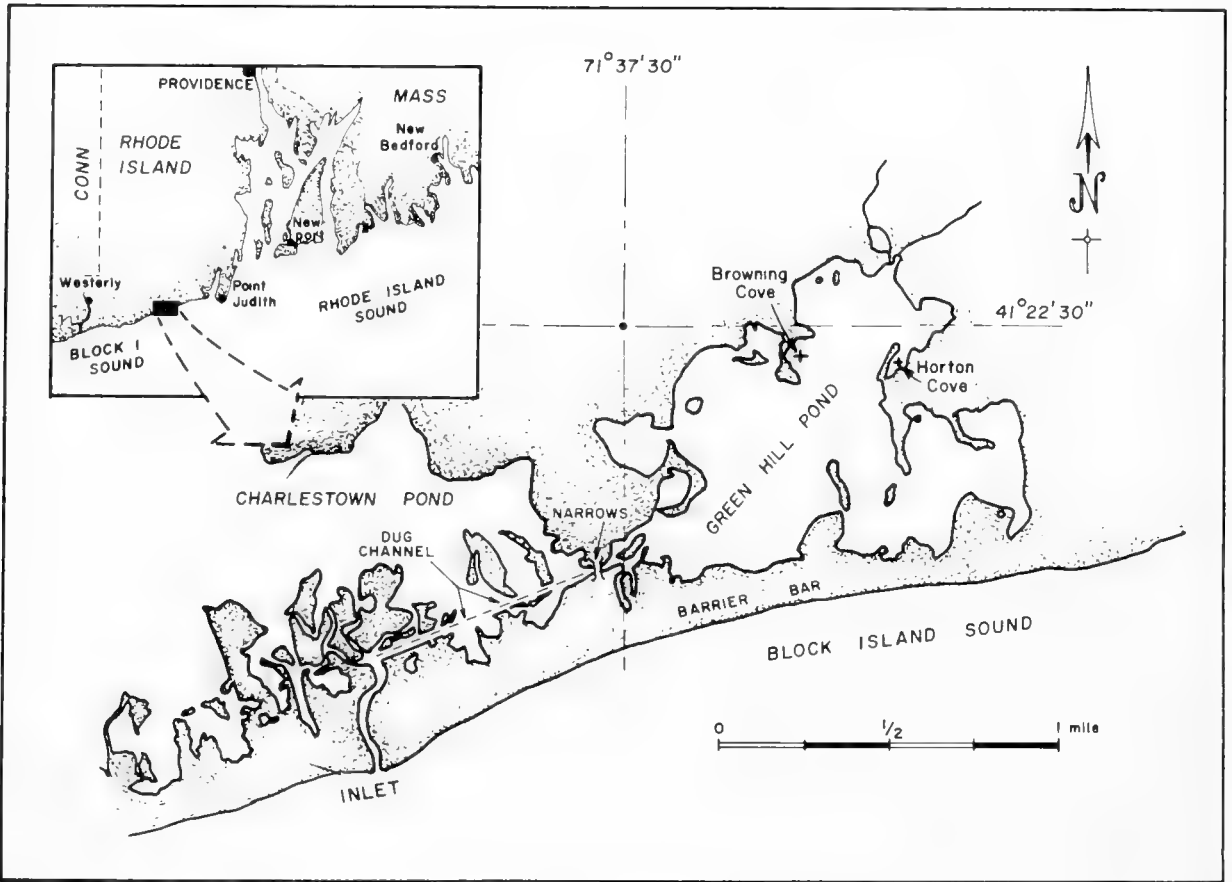 71°37'30"
PROVIDENCE
MASS
New
Bedford
RHODE
ISLAND
CONN
New
port
Westerly
Point
Judith
RHODE ISLAND
SOUND
BLOCK I
SOUND
N
Browning
Cove
41°22'30"
Horton
Cove
GREEN HILL POND
CHARLESTOWN POND
NARROWS
DUG
CHANNEL
BARRIER BAR
BLOCK ISLAND SOUND
0 1/2 1 mile
INLET